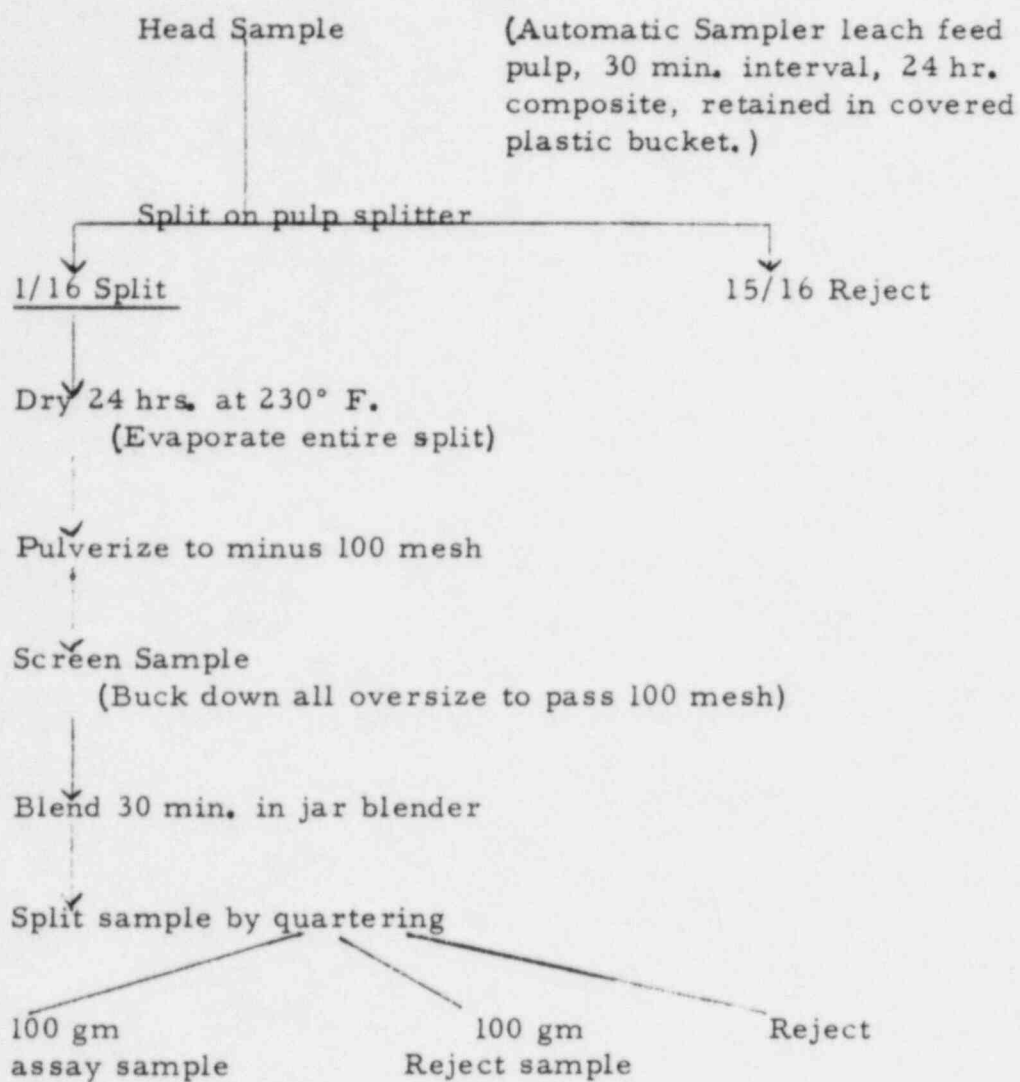 Head Sample
(Automatic Sampler leach feed
pulp, 30 min. interval, 24 hr.
composite, retained in covered
plastic bucket.)
Split on pulp splitter
1/16 Split
15/16 Reject
Dry 24 hrs. at 230° F.
(Evaporate entire split)
Pulverize to minus 100 mesh
Screen Sample
(Buck down all oversize to pass 100 mesh)
Blend 30 min. in jar blender
Split sample by quartering
100 gm
assay sample
100 gm
Reject sample
Reject